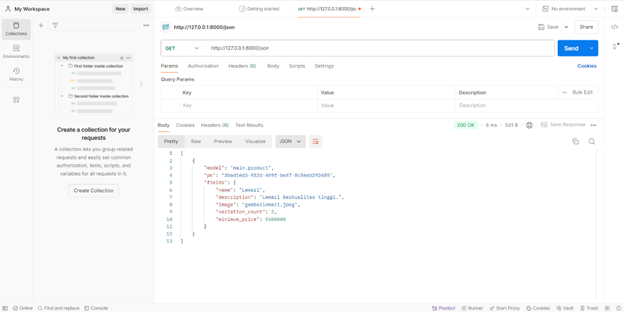 My Workspace
New
Import
Overview
Getting started
GET http://127.0.0.1:8000/jso
No environment
Collections
Environments
History
My first collection
First folder inside collection
Second folder inside collection
Create a collection for your
requests
A collection lets you group related
requests and easily set common
authorization, tests, scripts, and
variables for all requests in it.
Create Collection
http://127.0.0.1:8000/json
Save
Share
GET
http://127.0.0.1:8000/json
Send
Params
Authorization
Headers (6)
Body
Scripts
Settings
Cookies
Query Params
Key
Value
Description
Bulk Edit
Key
Value
Description
Body
Cookies
Headers (8)
Test Results
200 OK
6 ms
501 B
Save Response
Pretty
Raw
Preview
Visualize
JSON
1 [
2 {
3 "model": "main.product",
4 "pk":
5 "fields": {
6 "name": "Lemari",
7 "description": "Lemari berkualitas tinggi.",
8 "image": "gambarlemari.jpeg",
9 "variation_count": 2,
10 "minimum_price": 5500000
11 }
12 }
13 ]
Online
Find and replace
Console
Postbot
Runner
Start Proxy
Cookies
Vault
Trash